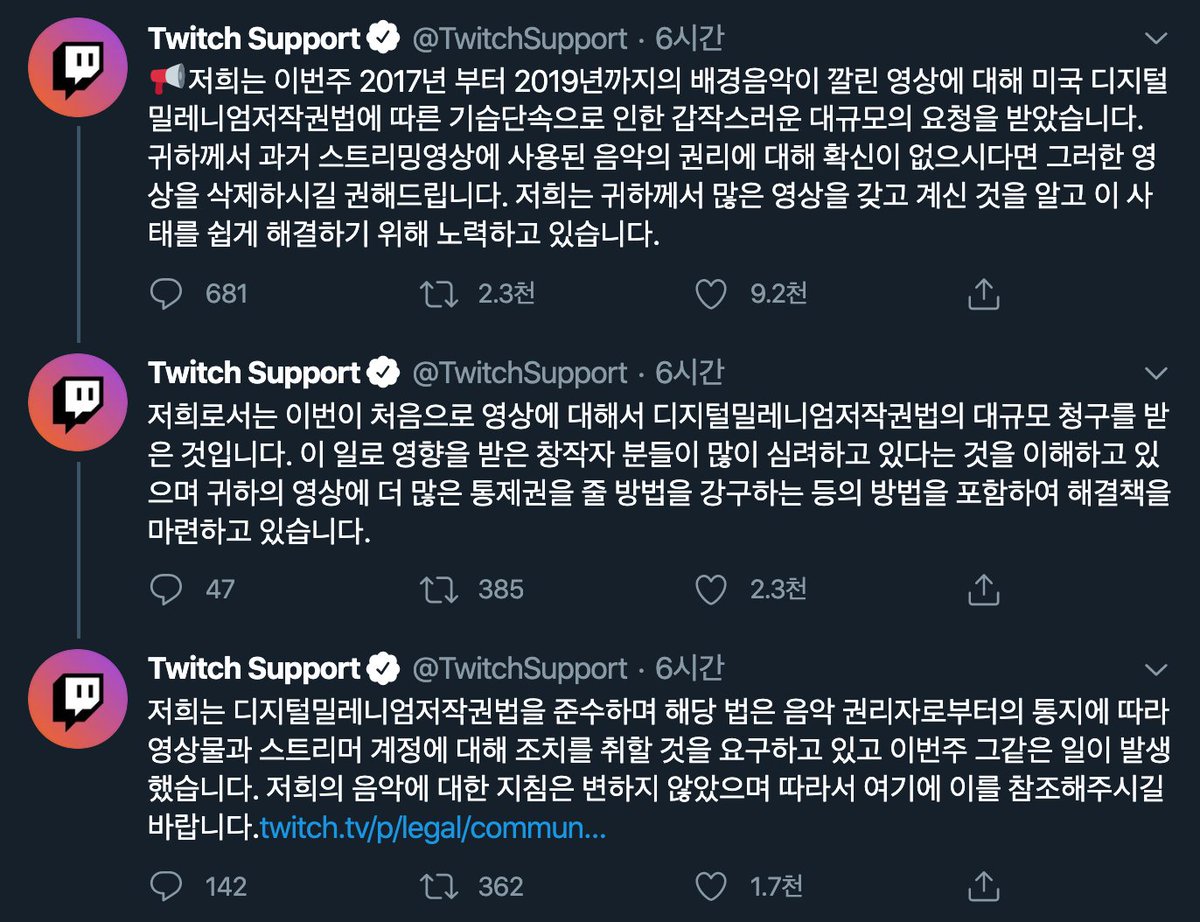 Twitch Support @TwitchSupport · 6시간
📢저희는 이번주 2017년 부터 2019년까지의 배경음악이 깔린 영상에 대해 미국 디지털
밀레니엄저작권법에 따른 기습단속으로 인한 갑작스러운 대규모의 요청을 받았습니다.
귀하께서 과거 스트리밍영상에 사용된 음악의 권리에 대해 확신이 없으시다면 그러한 영
상을 삭제하시길 권해드립니다. 저희는 귀하께서 많은 영상을 갖고 계신 것을 알고 이 사
태를 쉽게 해결하기 위해 노력하고 있습니다.
681 2.3천 9.2천
Twitch Support @TwitchSupport · 6시간
저희로서는 이번이 처음으로 영상에 대해서 디지털밀레니엄저작권법의 대규모 청구를 받
은 것입니다. 이 일로 영향을 받은 창작자 분들이 많이 심려하고 있다는 것을 이해하고 있
으며 귀하의 영상에 더 많은 통제권을 줄 방법을 강구하는 등의 방법을 포함하여 해결책을
마련하고 있습니다.
47 385 2.3천
Twitch Support @TwitchSupport · 6시간
저희는 디지털밀레니엄저작권법을 준수하며 해당 법은 음악 권리자로부터의 통지에 따라
영상물과 스트리머 계정에 대해 조치를 취할 것을 요구하고 있고 이번주 그같은 일이 발생
했습니다. 저희의 음악에 대한 지침은 변하지 않았으며 따라서 여기에 이를 참조해주시길
바랍니다.twitch.tv/p/legal/commun...
142 362 1.7천